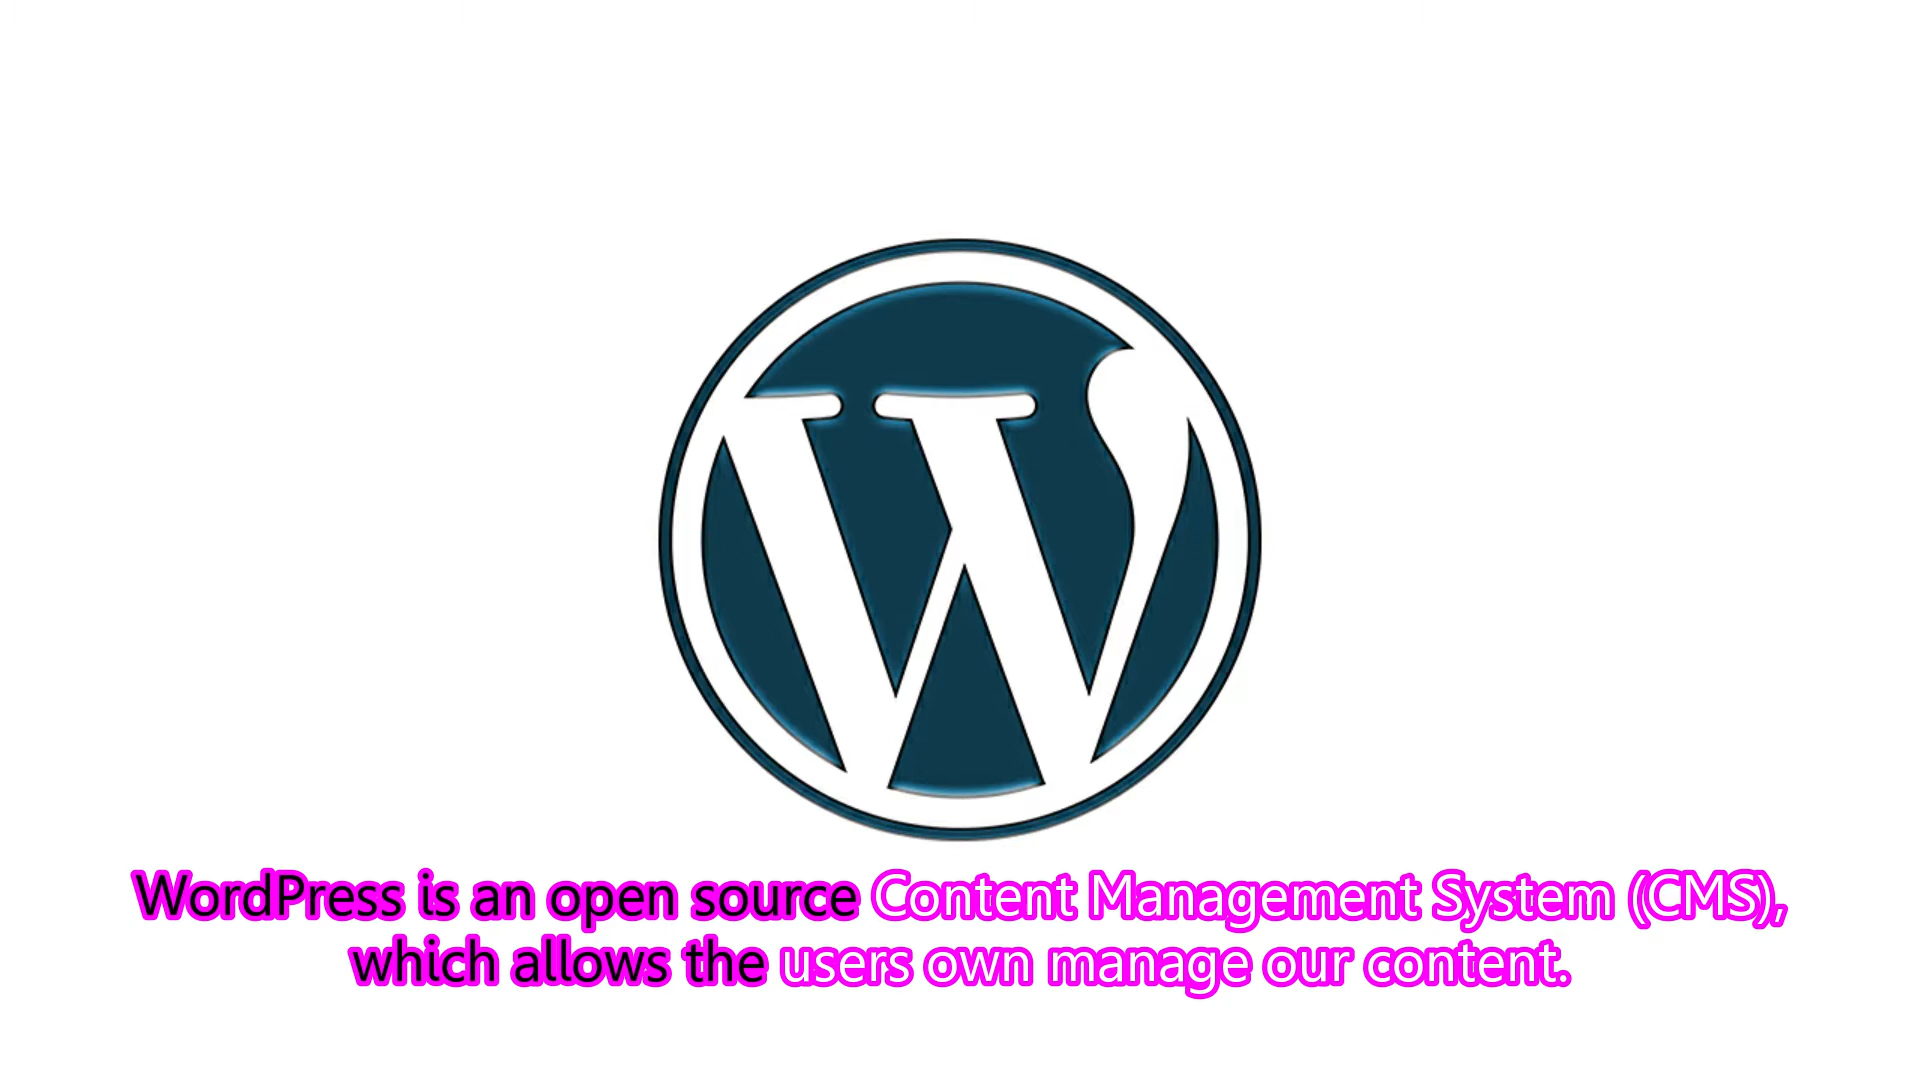 WordPress is an open source Content Management System (CMS),
which allows the users own manage our content.